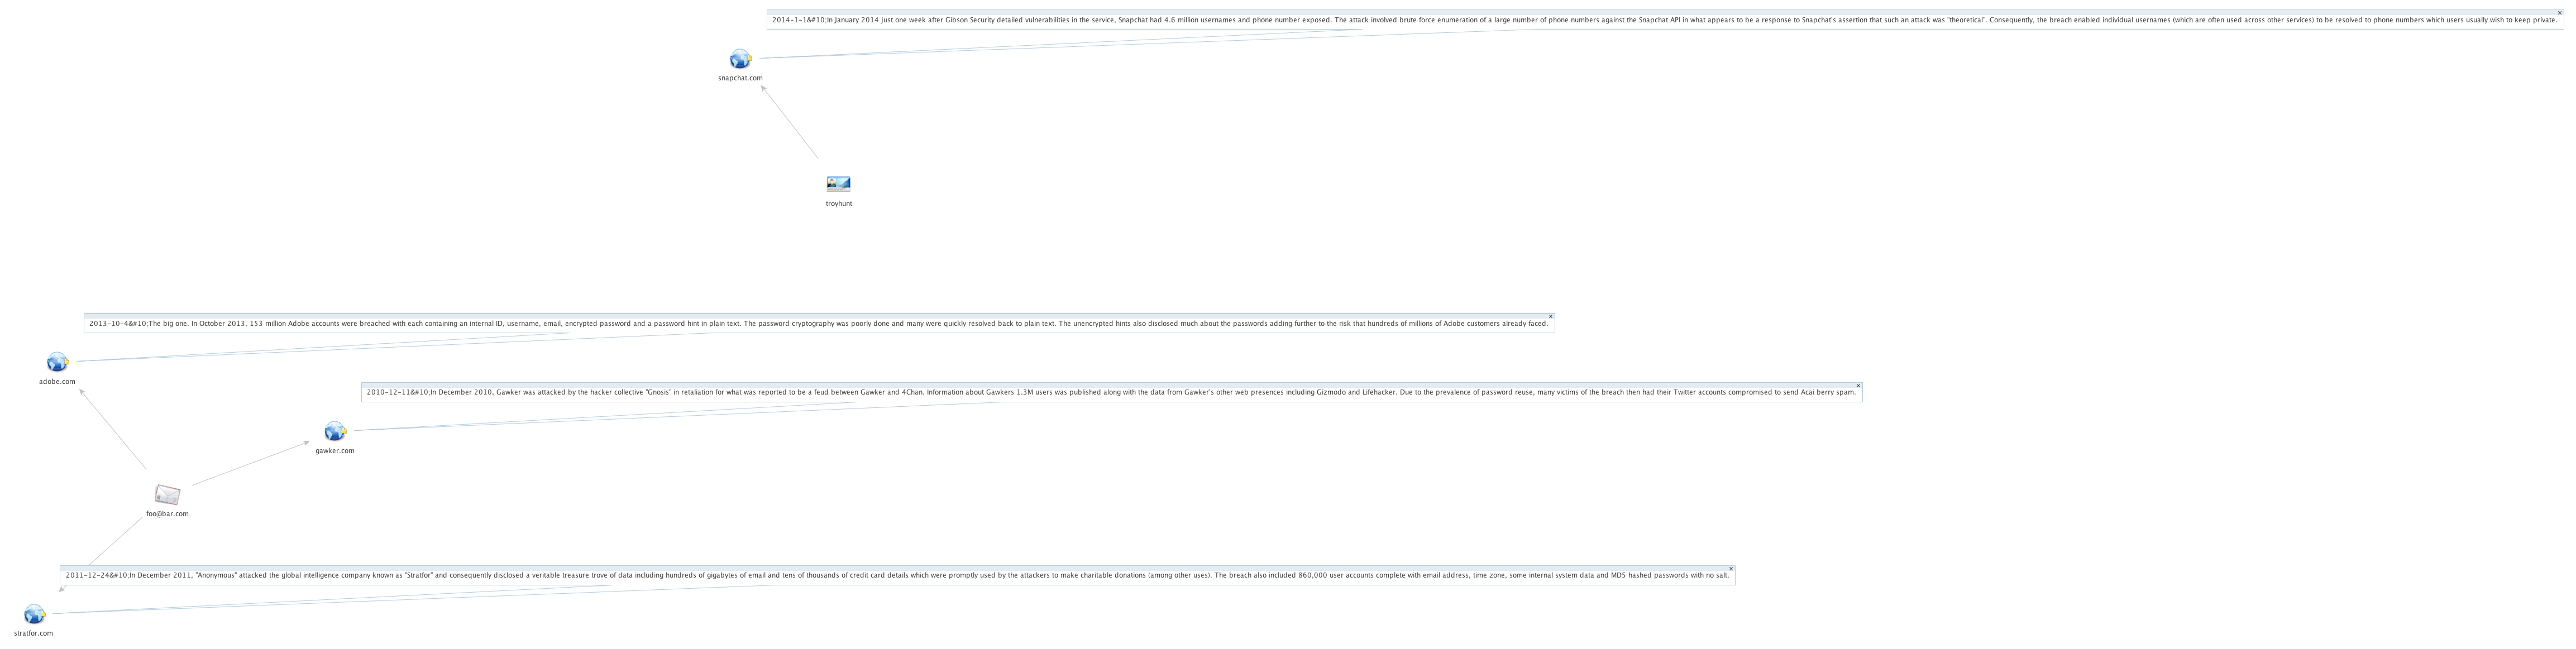 2014-1-1&#10;In January 2014 just one week after Gibson Security detailed vulnerabilities in the service, Snapchat had 4.6 million usernames and phone number exposed. The attack involved brute force enumeration of a large number of phone numbers against the Snapchat API in what appears to be a response to Snapchat's assertion that such an attack was "theoretical". Consequently, the breach enabled individual usernames (which are often used across other services) to be resolved to phone numbers which users usually wish to keep private.
snapchat.com
troyhunt
2013-10-4&#10;The big one. In October 2013, 153 million Adobe accounts were breached with each containing an internal ID, username, email, encrypted password and a password hint in plain text. The password cryptography was poorly done and many were quickly resolved back to plain text. The unencrypted hints also disclosed much about the passwords adding further to the risk that hundreds of millions of Adobe customers already faced.
adobe.com
2010-12-11&#10;In December 2010, Gawker was attacked by the hacker collective "Gnosis" in retaliation for what was reported to be a feud between Gawker and 4Chan. Information about Gawkers 1.3M users was published along with the data from Gawker's other web presences including Gizmodo and Lifehacker. Due to the prevalence of password reuse, many victims of the breach then had their Twitter accounts compromised to send Acai berry spam.
gawker.com
foo@bar.com
2011-12-24&#10;In December 2011, "Anonymous" attacked the global intelligence company known as "Stratfor" and consequently disclosed a veritable treasure trove of data including hundreds of gigabytes of email and tens of thousands of credit card details which were promptly used by the attackers to make charitable donations (among other uses). The breach also included 860,000 user accounts complete with email address, time zone, some internal system data and MD5 hashed passwords with no salt.
stratfor.com